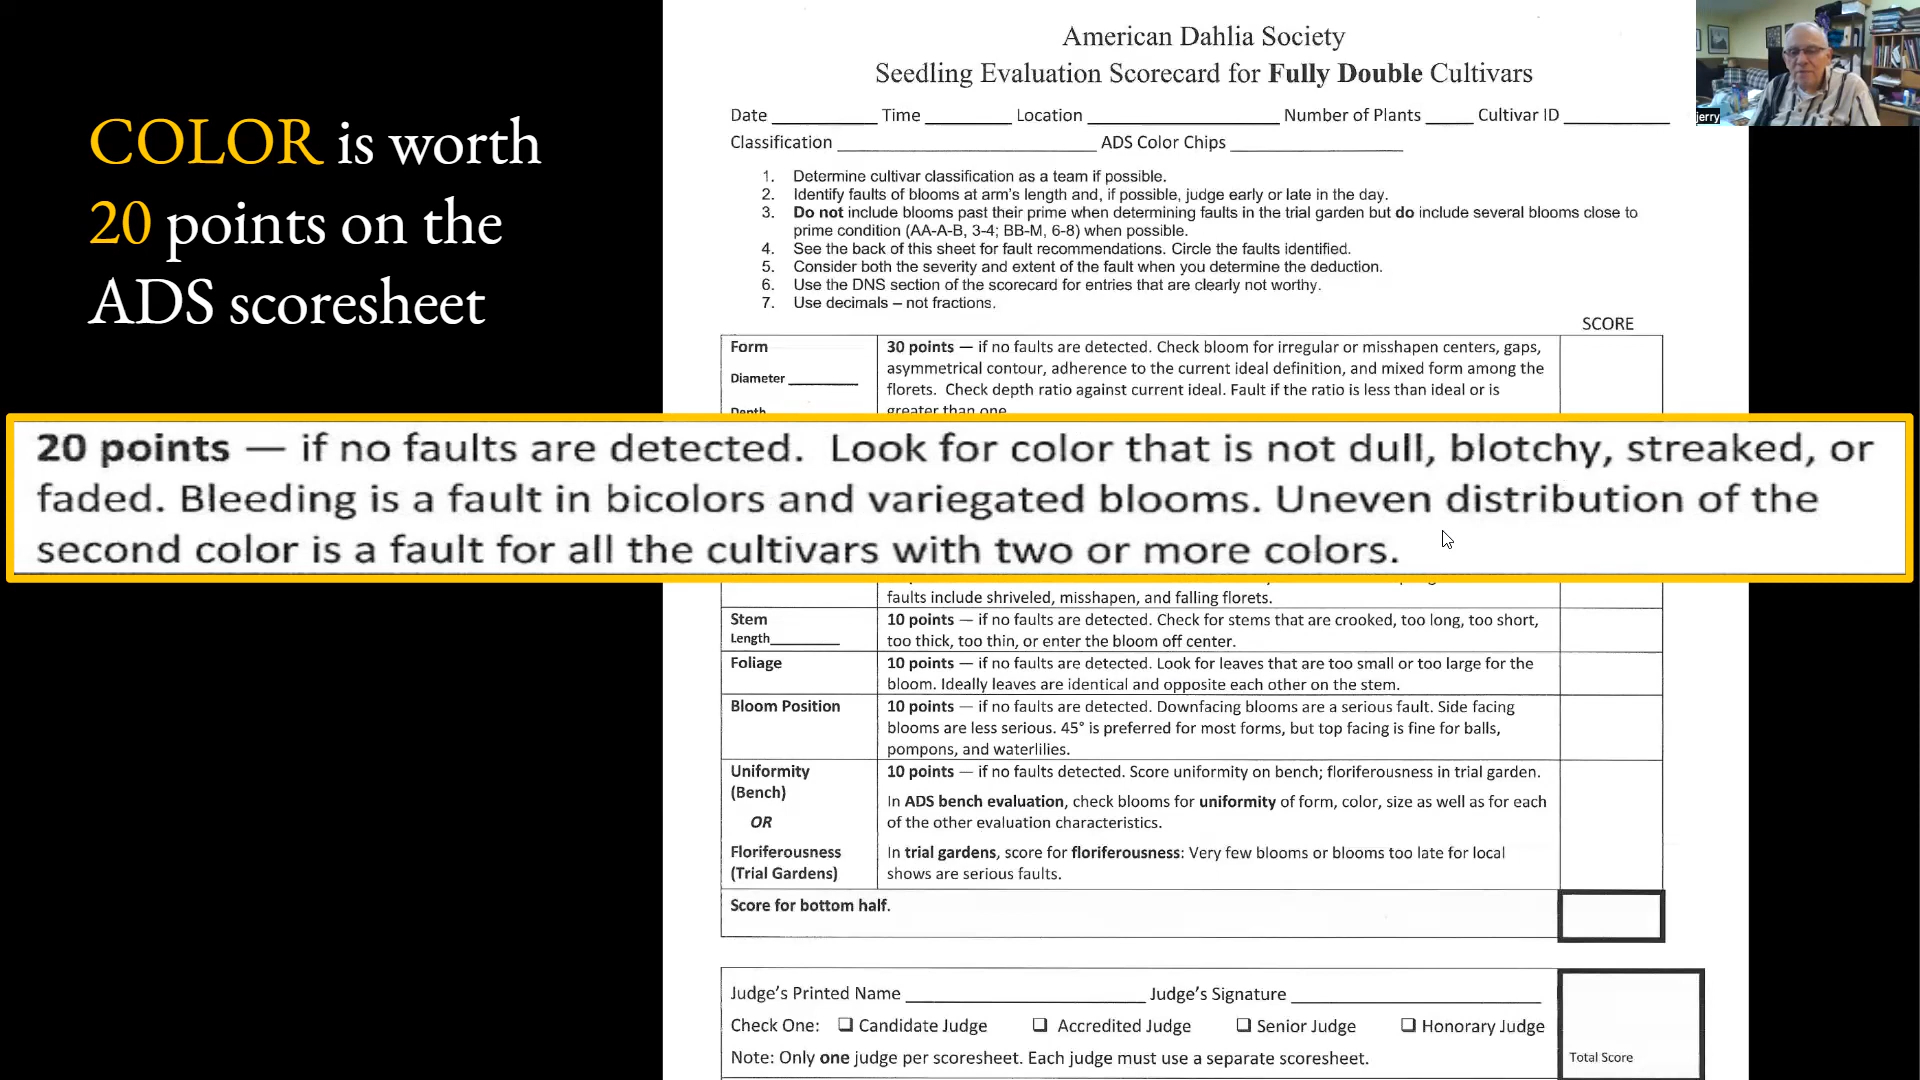 COLOR is worth
20 points on the
ADS scoresheet
American Dahlia Society
Seedling Evaluation Scorecard for Fully Double Cultivars
Date ____________ Time __________ Location ______________________ Number of Plants _____ Cultivar ID ____________
Classification ______________________________ ADS Color Chips ____________________
1. Determine cultivar classification as a team if possible.
2. Identify faults of blooms at arm's length and, if possible, judge early or late in the day.
3. Do not include blooms past their prime when determining faults in the trial garden but do include several blooms close to
prime condition (AA-A-B, 3-4; BB-M, 6-8) when possible.
4. See the back of this sheet for fault recommendations. Circle the faults identified.
5. Consider both the severity and extent of the fault when you determine the deduction.
6. Use the DNS section of the scorecard for entries that are clearly not worthy.
7. Use decimals – not fractions.
SCORE
Form
Diameter ________
Depth
30 points — if no faults are detected. Check bloom for irregular or misshapen centers, gaps,
asymmetrical contour, adherence to the current ideal definition, and mixed form among the
florets. Check depth ratio against current ideal. Fault if the ratio is less than ideal or is
greater than one
20 points — if no faults are detected. Look for color that is not dull, blotchy, streaked, or
faded. Bleeding is a fault in bicolors and variegated blooms. Uneven distribution of the
second color is a fault for all the cultivars with two or more colors.
faults include shriveled, misshapen, and falling florets.
Stem
Length________
10 points — if no faults are detected. Check for stems that are crooked, too long, too short,
too thick, too thin, or enter the bloom off center.
Foliage
10 points — if no faults are detected. Look for leaves that are too small or too large for the
bloom. Ideally leaves are identical and opposite each other on the stem.
Bloom Position
10 points — if no faults are detected. Downfacing blooms are a serious fault. Side facing
blooms are less serious. 45° is preferred for most forms, but top facing is fine for balls,
pompons, and waterlilies.
Uniformity
(Bench)
OR
Floriferousness
(Trial Gardens)
10 points — if no faults detected. Score uniformity on bench; floriferousness in trial garden.
In ADS bench evaluation, check blooms for uniformity of form, color, size as well as for each
of the other evaluation characteristics.
In trial gardens, score for floriferousness: Very few blooms or blooms too late for local
shows are serious faults.
Score for bottom half.
Judge's Printed Name __________________________ Judge's Signature __________________________
Check One: ❑ Candidate Judge ❑ Accredited Judge ❑ Senior Judge ❑ Honorary Judge
Note: Only one judge per scoresheet. Each judge must use a separate scoresheet.
Total Score
jerry